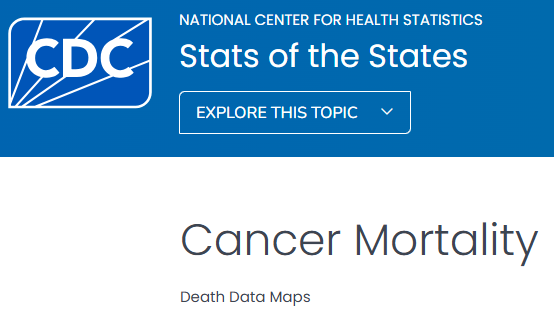 CDC
NATIONAL CENTER FOR HEALTH STATISTICS
Stats of the States
EXPLORE THIS TOPIC
Cancer Mortality
Death Data Maps